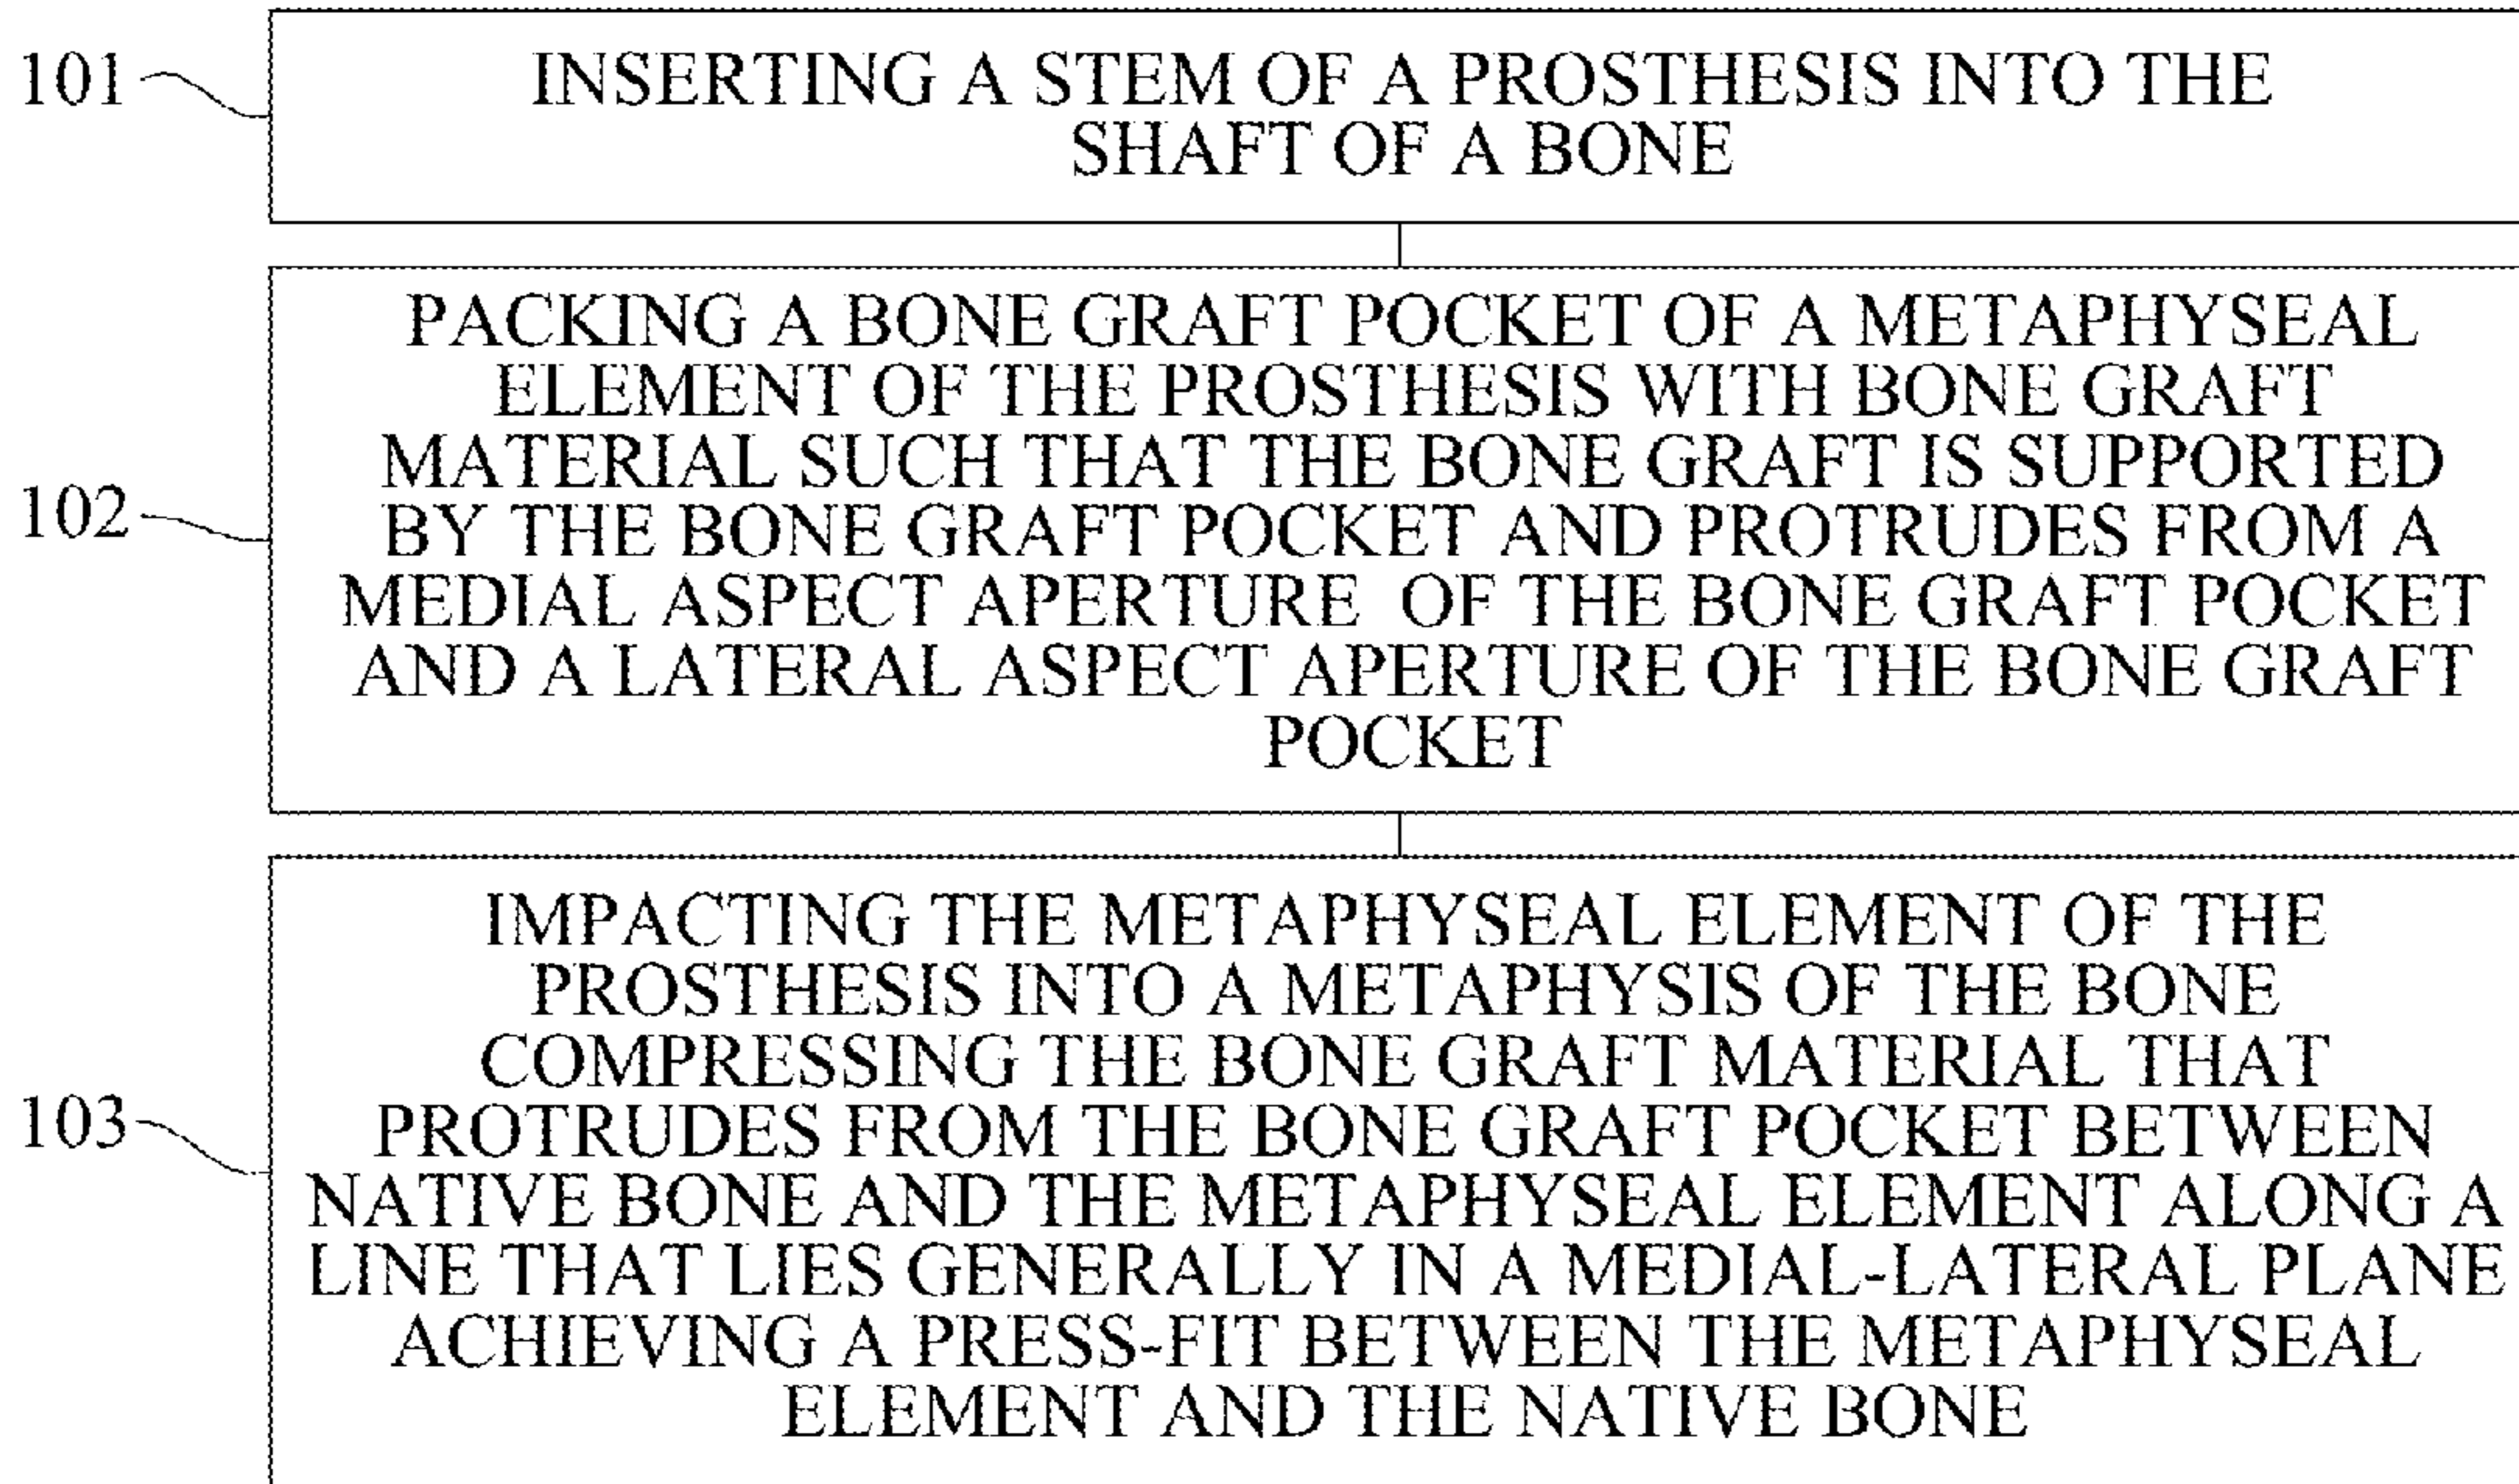 101
INSERTING A STEM OF A PROSTHESIS INTO THE
SHAFT OF A BONE
102
PACKING A BONE GRAFT POCKET OF A METAPHYSEAL
ELEMENT OF THE PROSTHESIS WITH BONE GRAFT
MATERIAL SUCH THAT THE BONE GRAFT IS SUPPORTED
BY THE BONE GRAFT POCKET AND PROTRUDES FROM A
MEDIAL ASPECT APERTURE OF THE BONE GRAFT POCKET
AND A LATERAL ASPECT APERTURE OF THE BONE GRAFT
POCKET
103
IMPACTING THE METAPHYSEAL ELEMENT OF THE
PROSTHESIS INTO A METAPHYSIS OF THE BONE
COMPRESSING THE BONE GRAFT MATERIAL THAT
PROTRUDES FROM THE BONE GRAFT POCKET BETWEEN
NATIVE BONE AND THE METAPHYSEAL ELEMENT ALONG A
LINE THAT LIES GENERALLY IN A MEDIAL-LATERAL PLANE
ACHIEVING A PRESS-FIT BETWEEN THE METAPHYSEAL
ELEMENT AND THE NATIVE BONE